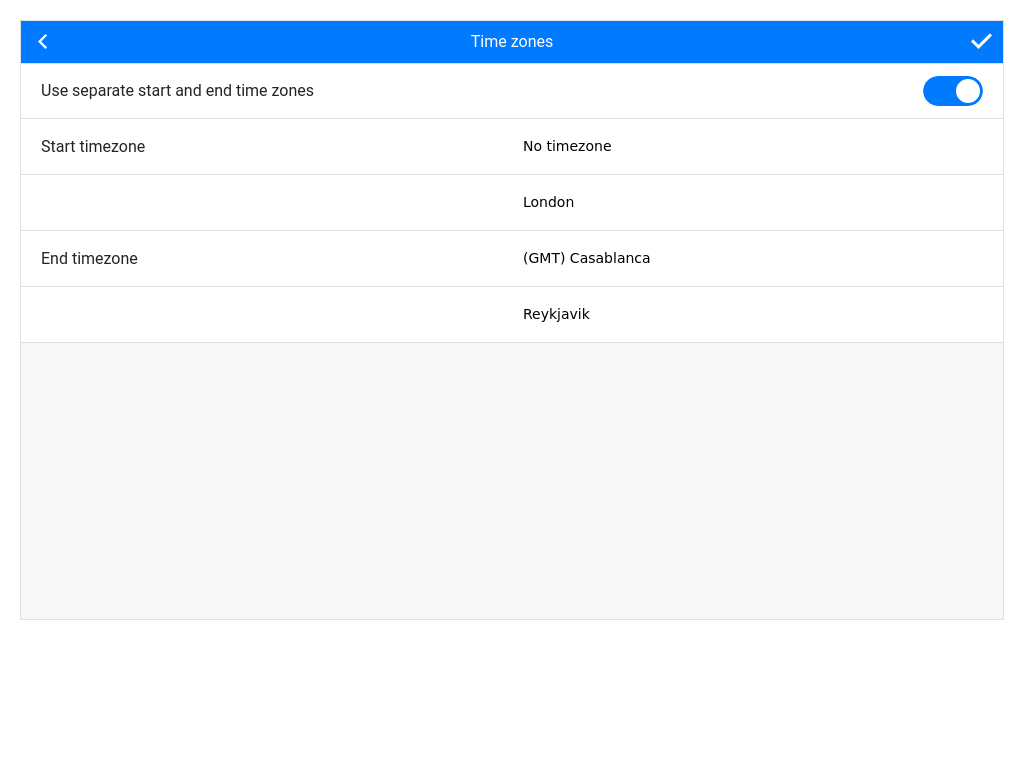 Time zones
Use separate start and end time zones
Start timezone No timezone
London
End timezone (GMT) Casablanca
Reykjavik